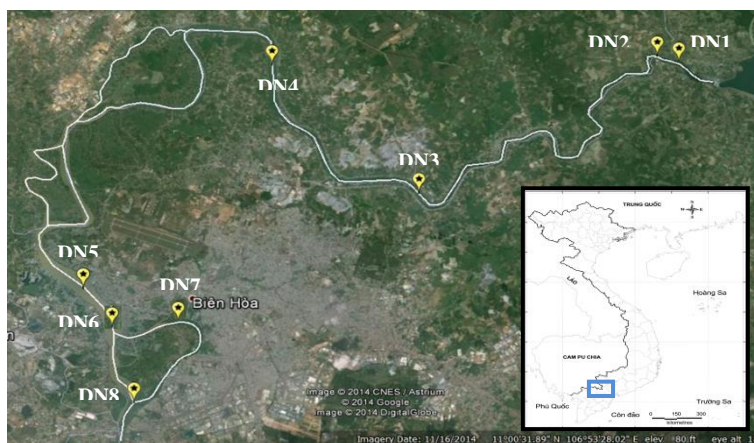 DN2
DN1
DN4
DN3
DN5
DN7
Biên Hòa
DN6
DN8
TRUNG QUỐC
LÀO
Hoàng Sa
CAM PU CHIA
Phú Quốc
Côn đảo
Trường Sa
0 150 300
kilometres
Image © 2014 CNES / Astrium
© 2014 Google
Image © 2014 DigitalGlobe
Imagery Date: 11/16/2014 11°00'31.89" N 106°53'28.02" E elev 980 ft eye alt